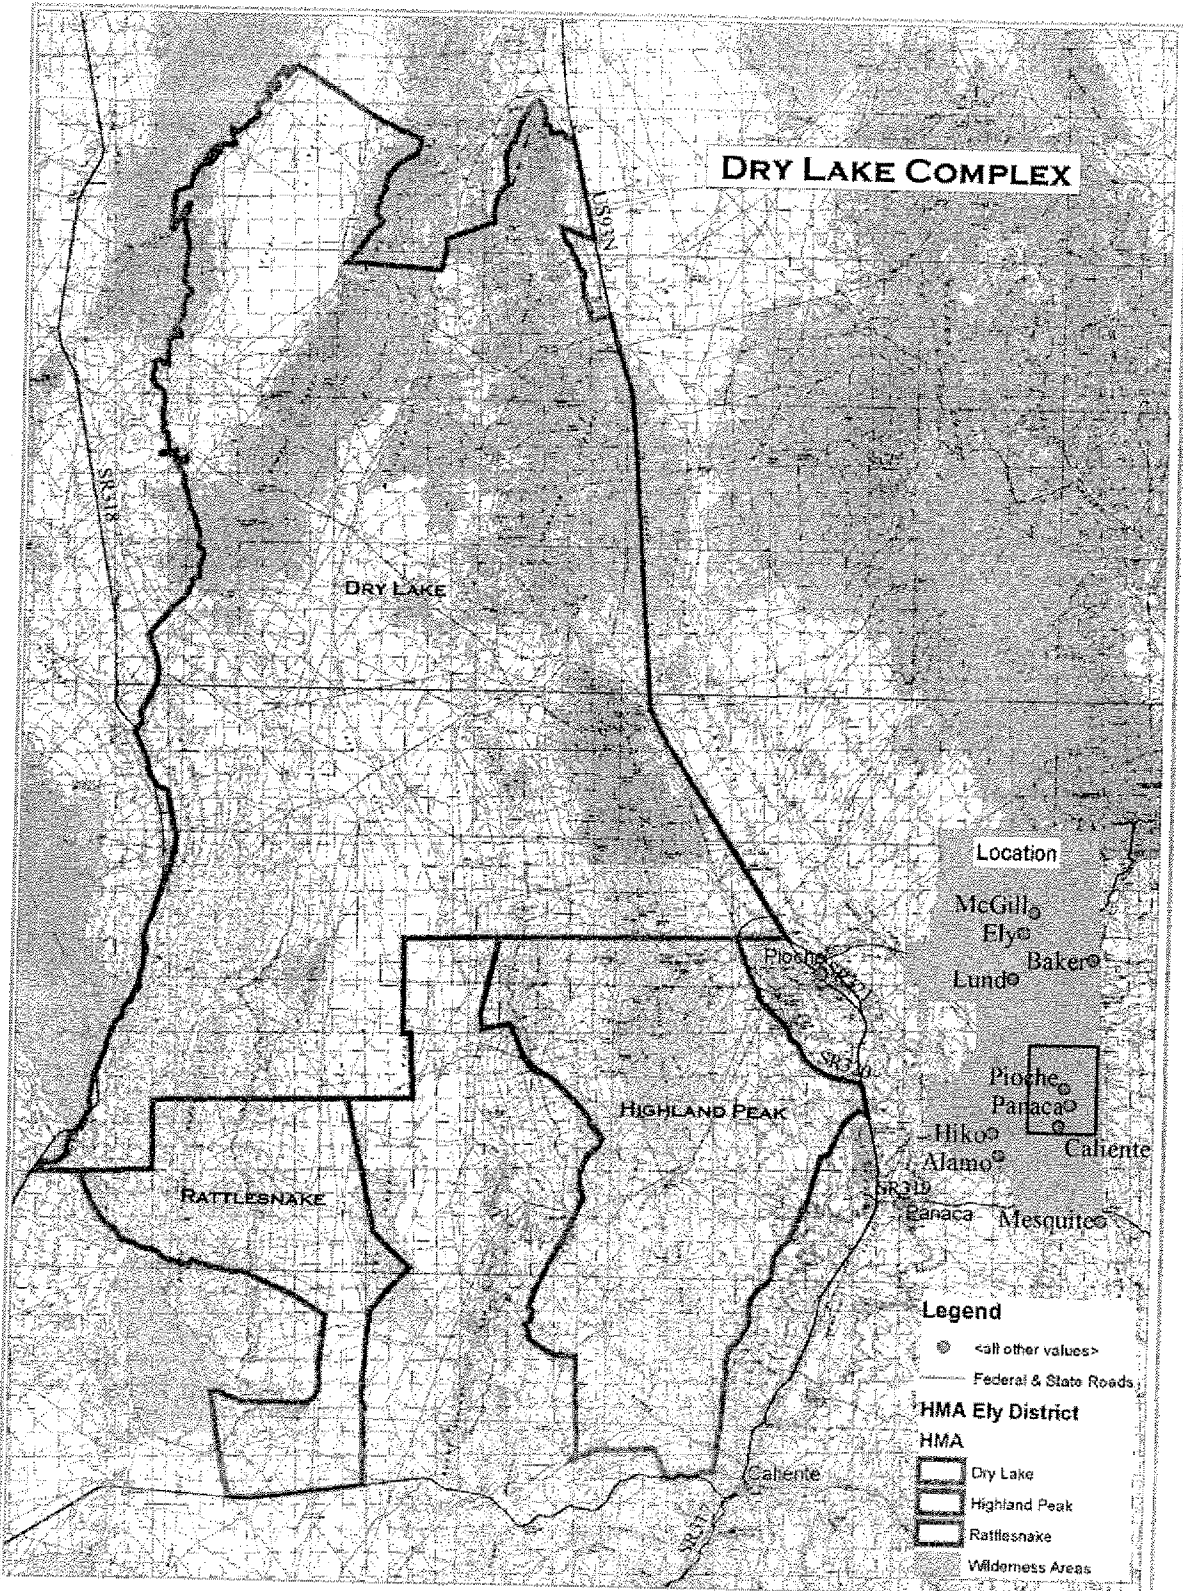 DRY LAKE COMPLEX
US93N
SR318
DRY LAKE
Location
McGill
Ely
Baker
Lund
Pioche
SR320
Pioche
Panaca
HIGHLAND PEAK
Hiko
Caliente
Alamo
RATTLESNAKE
SR319
Panaca
Mesquite
Legend
<all other values>
Federal & State Roads
HMA Ely District
HMA
Dry Lake
Caliente
Highland Peak
SR317
Rattlesnake
Wilderness Areas